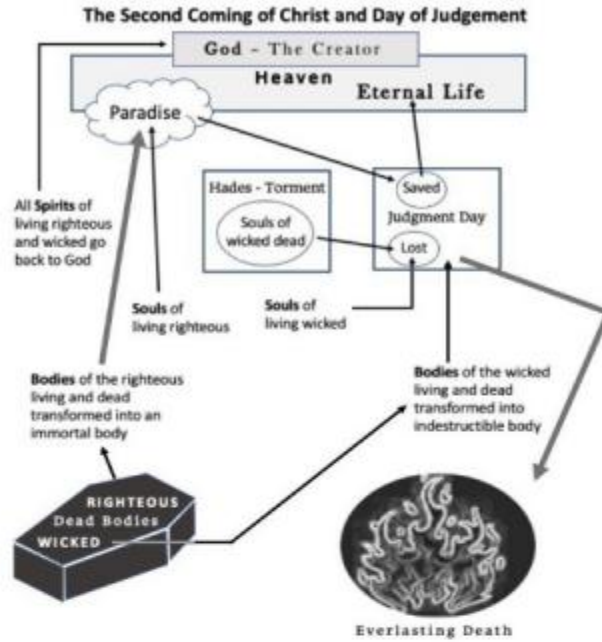 The Second Coming of Christ and Day of Judgement
God – The Creator
Heaven
Eternal Life
Paradise
Hades - Torment
Souls of
wicked dead
Saved
Judgment Day
Lost
All Spirits of
living righteous
and wicked go
back to God
Souls of
living righteous
Souls of
living wicked
Bodies of the righteous
living and dead
transformed into an
immortal body
Bodies of the wicked
living and dead
transformed into
indestructible body
RIGHTEOUS
Dead Bodies
WICKED
Everlasting Death